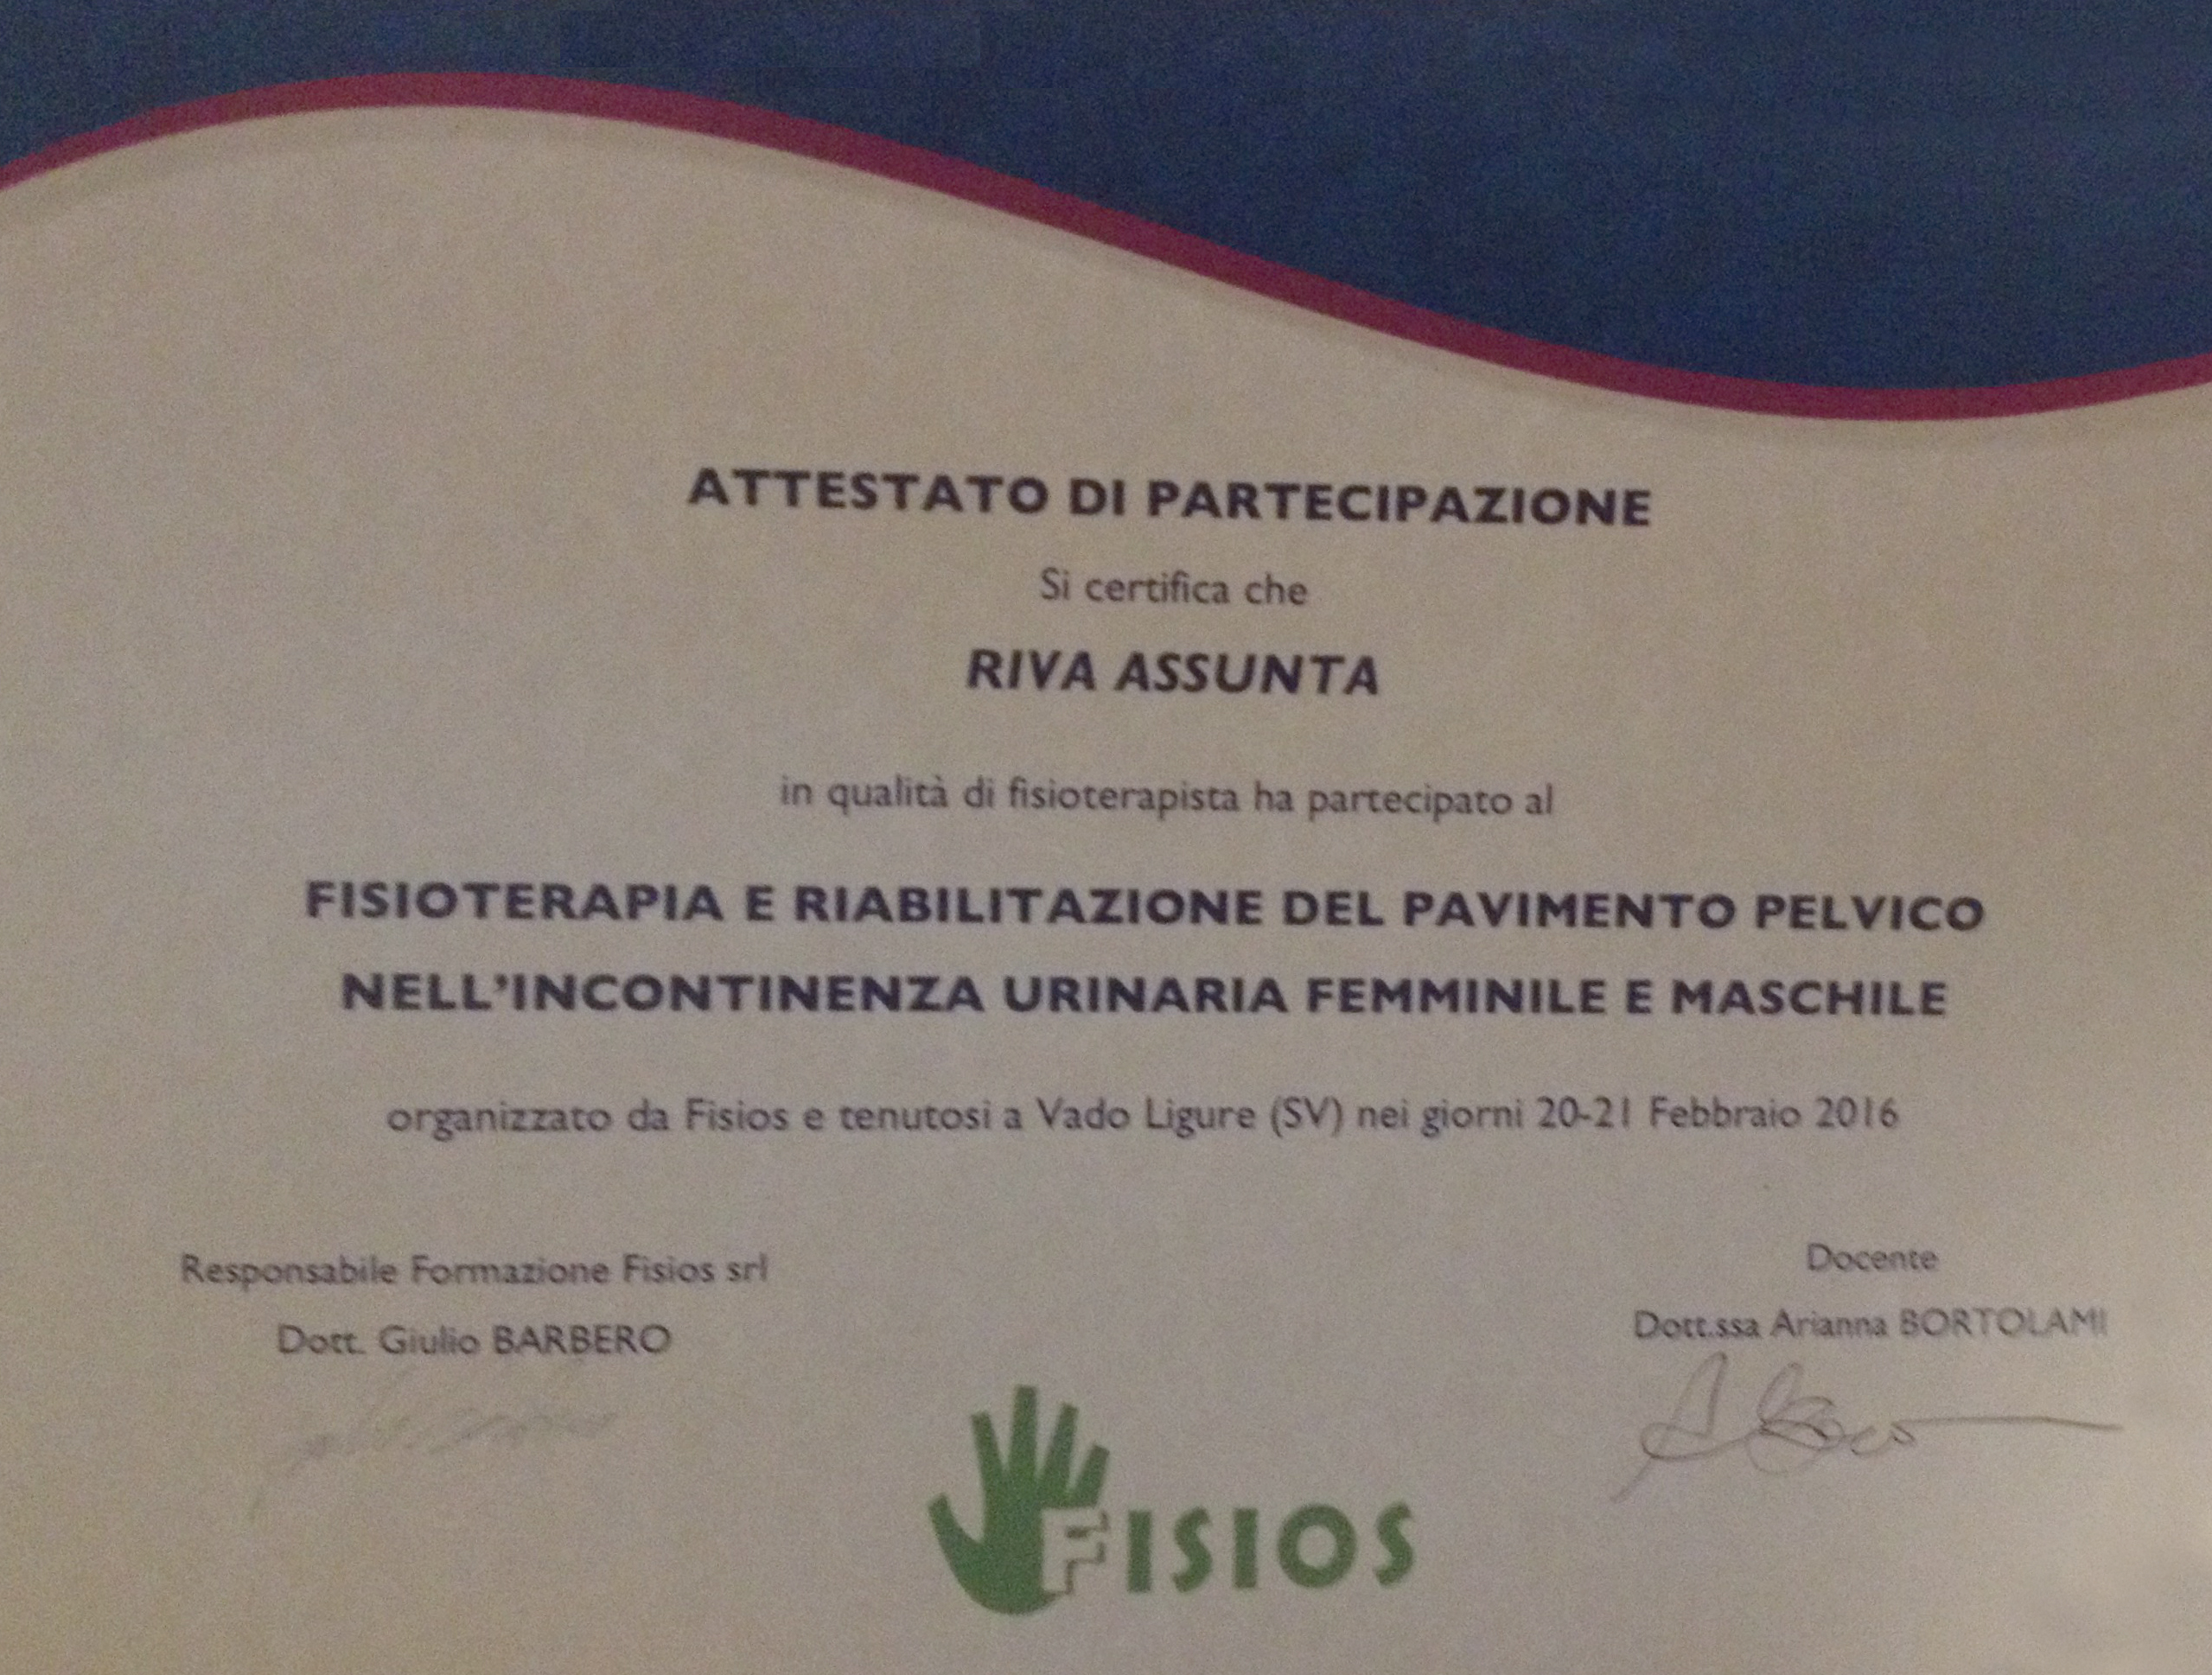 ATTESTATO DI PARTECIPAZIONE
Si certifica che
RIVA ASSUNTA
in qualità di fisioterapista ha partecipato al
FISIOTERAPIA E RIABILITAZIONE DEL PAVIMENTO PELVICO
NELL'INCONTINENZA URINARIA FEMMINILE E MASCHILE
organizzato da Fisios e tenutosi a Vado Ligure (SV) nei giorni 20-21 Febbraio 2016
Responsabile Formazione Fisios srl
Dott. Giulio BARBERO
Docente
Dott.ssa Arianna BORTOLAMI
FISIOS